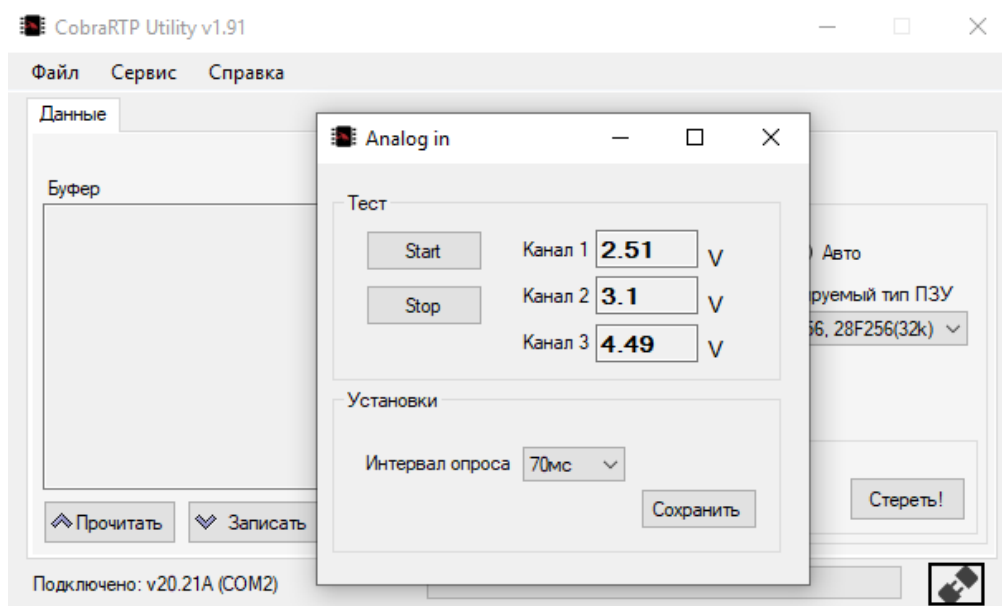 CobraRTP Utility v1.91
Файл Сервис Справка
Данные
Analog in
Буфер
Тест
Start
Канал 1 2.51 V
Авто
Stop
Канал 2 3.1 V
руемый тип ПЗУ
56, 28F256(32k)
Канал 3 4.49 V
Установки
Интервал опроса 70мс
Сохранить
Стереть!
Прочитать Записать
Подключено: v20.21A (COM2)